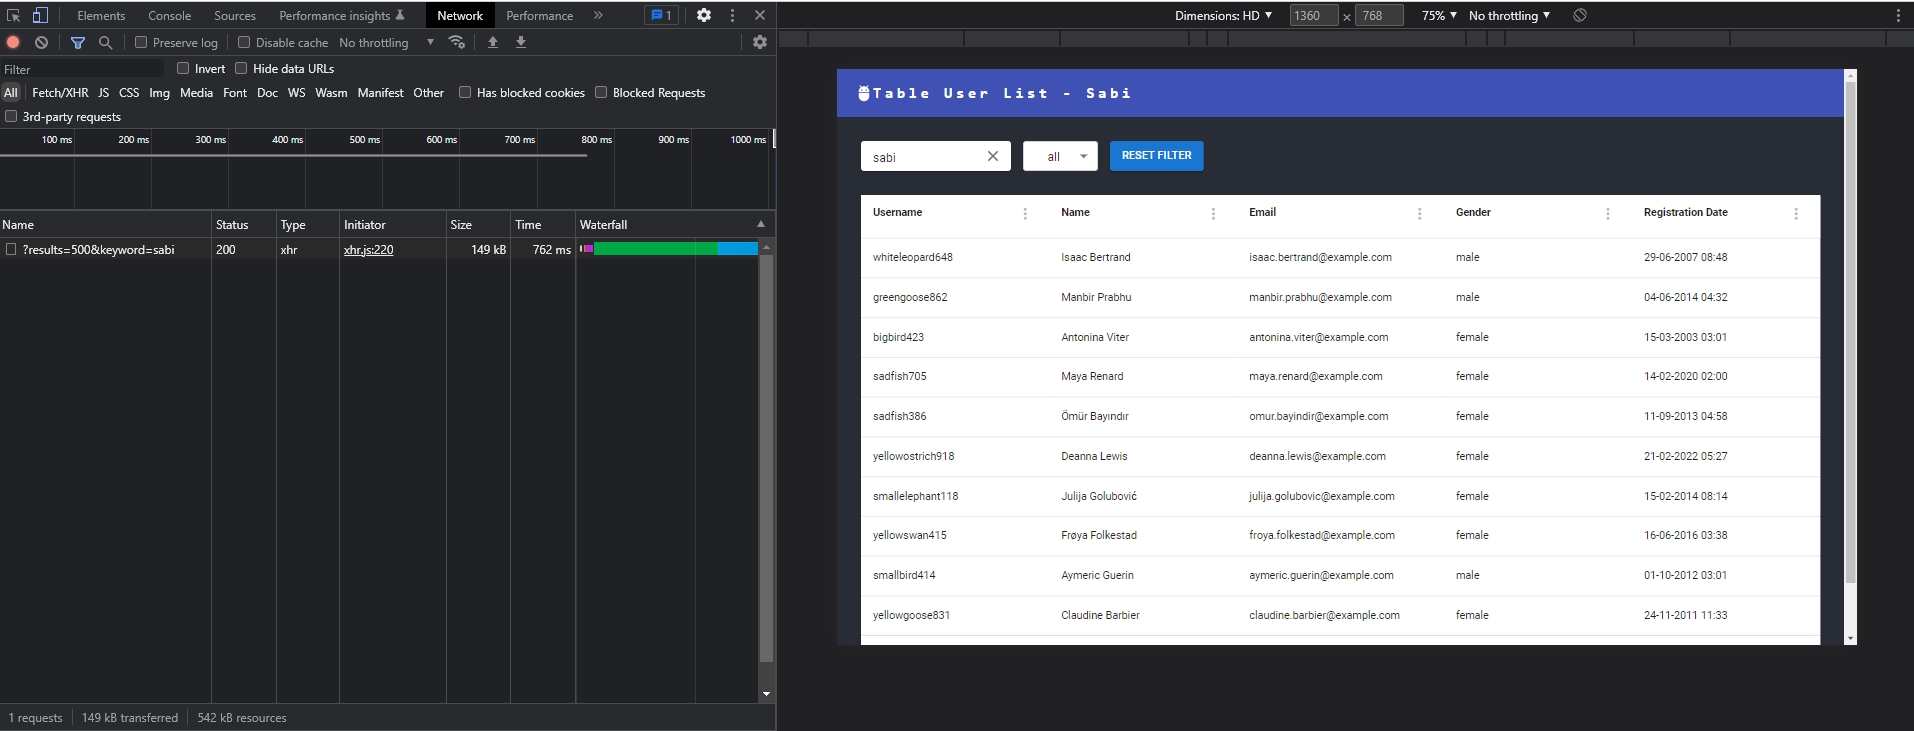 Elements Console Sources Performance insights Network Performance » 1
Preserve log Disable cache No throttling
Filter Invert Hide data URLs
All Fetch/XHR JS CSS Img Media Font Doc WS Wasm Manifest Other Has blocked cookies Blocked Requests
3rd-party requests
100 ms 200 ms 300 ms 400 ms 500 ms 600 ms 700 ms 800 ms 900 ms 1000 ms
Name Status Type Initiator Size Time Waterfall
?results=500&keyword=sabi 200 xhr xhr.js:220 149 kB 762 ms
1 requests 149 kB transferred 542 kB resources
Dimensions: HD 1360 × 768 75% No throttling
Table User List - Sabi
sabi all RESET FILTER
Username Name Email Gender Registration Date
whiteleopard648 Isaac Bertrand isaac.bertrand@example.com male 29-06-2007 08:48
greengoose862 Manbir Prabhu manbir.prabhu@example.com male 04-06-2014 04:32
bigbird423 Antonina Viter antonina.viter@example.com female 15-03-2003 03:01
sadfish705 Maya Renard maya.renard@example.com female 14-02-2020 02:00
sadfish386 Ömür Bayındır omur.bayindir@example.com female 11-09-2013 04:58
yellowostrich918 Deanna Lewis deanna.lewis@example.com female 21-02-2022 05:27
smallelephant118 Julija Golubović julija.golubovic@example.com female 15-02-2014 08:14
yellowswan415 Frøya Folkestad froya.folkestad@example.com female 16-06-2016 03:38
smallbird414 Aymeric Guerin aymeric.guerin@example.com male 01-10-2012 03:01
yellowgoose831 Claudine Barbier claudine.barbier@example.com female 24-11-2011 11:33